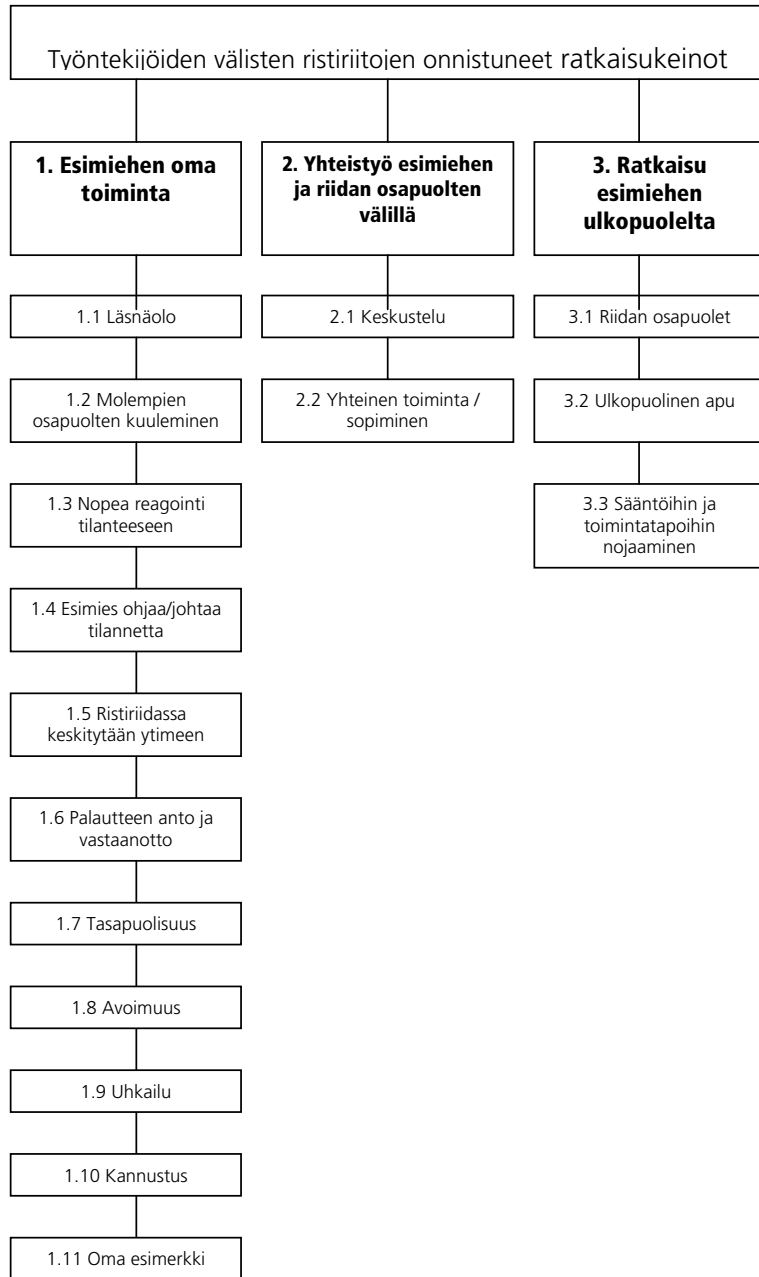 Työntekijöiden välisten ristiriitojen onnistuneet ratkaisukeinot
1. Esimiehen oma
toiminta
1.1 Läsnäolo
1.2 Molempien
osapuolten kuuleminen
1.3 Nopea reagointi
tilanteeseen
1.4 Esimies ohjaa/johtaa
tilannetta
1.5 Ristiriidassa
keskitytään ytimeen
1.6 Palautteen anto ja
vastaanotto
1.7 Tasapuolisuus
1.8 Avoimuus
1.9 Uhkailu
1.10 Kannustus
1.11 Oma esimerkki
2. Yhteistyö esimiehen
ja riidan osapuolten
välillä
2.1 Keskustelu
2.2 Yhteinen toiminta /
sopiminen
3. Ratkaisu
esimiehen
ulkopuolelta
3.1 Riidan osapuolet
3.2 Ulkopuolinen apu
3.3 Sääntöihin ja
toimintatapoihin
nojaaminen